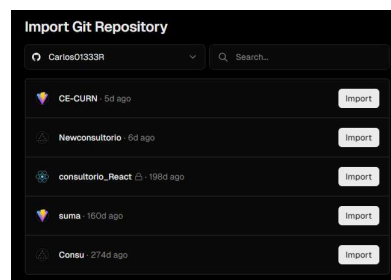 Import Git Repository
Carlos01333R
Search...
CE-CURN · 5d ago
Import
Newconsultorio · 6d ago
Import
consultorio_React · 198d ago
Import
suma · 160d ago
Import
Consu · 274d ago
Import